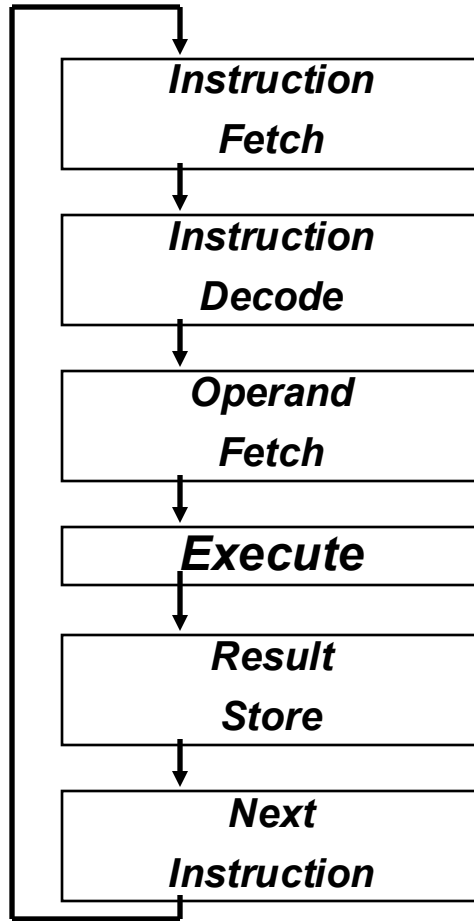 Instruction
Fetch
Instruction
Decode
Operand
Fetch
Execute
Result
Store
Next
Instruction